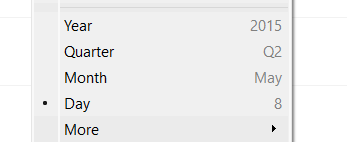 Year 2015
Quarter Q2
Month May
Day 8
More